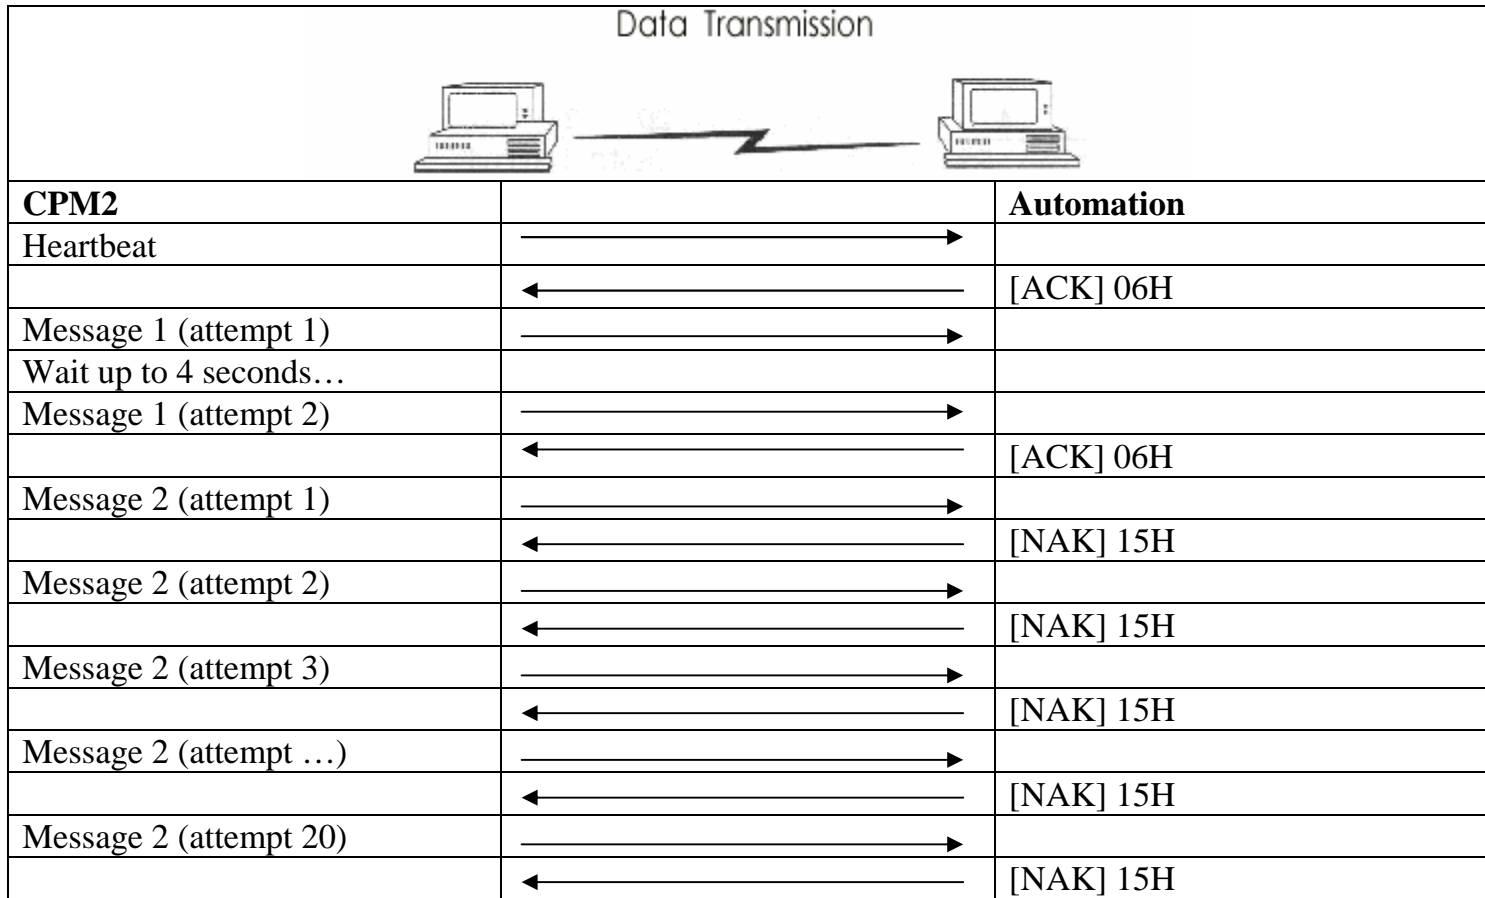 Data Transmission
CPM2 Automation
Heartbeat
[ACK] 06H
Message 1 (attempt 1)
Wait up to 4 seconds…
Message 1 (attempt 2)
[ACK] 06H
Message 2 (attempt 1)
[NAK] 15H
Message 2 (attempt 2)
[NAK] 15H
Message 2 (attempt 3)
[NAK] 15H
Message 2 (attempt …)
[NAK] 15H
Message 2 (attempt 20)
[NAK] 15H